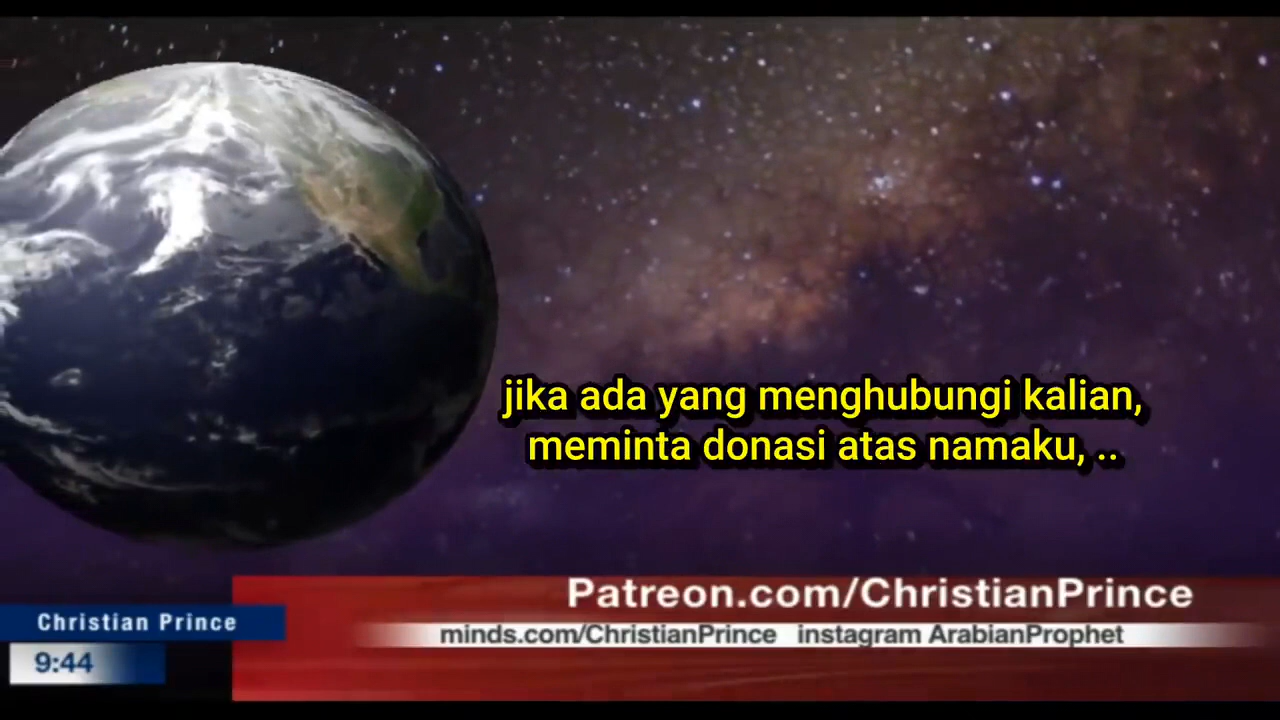 jika ada yang menghubungi kalian,
meminta donasi atas namaku, ..
Patreon.com/ChristianPrince
Christian Prince
minds.com/ChristianPrince instagram ArabianProphet
9:44